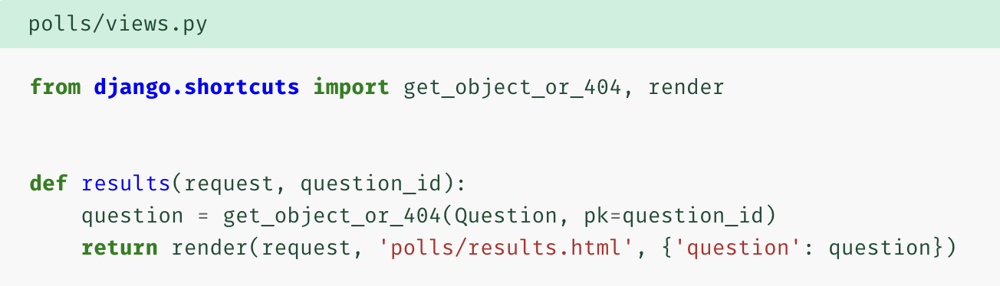 polls/views.py
from django.shortcuts import get_object_or_404, render
def results(request, question_id):
    question = get_object_or_404(Question, pk=question_id)
    return render(request, 'polls/results.html', {'question': question})